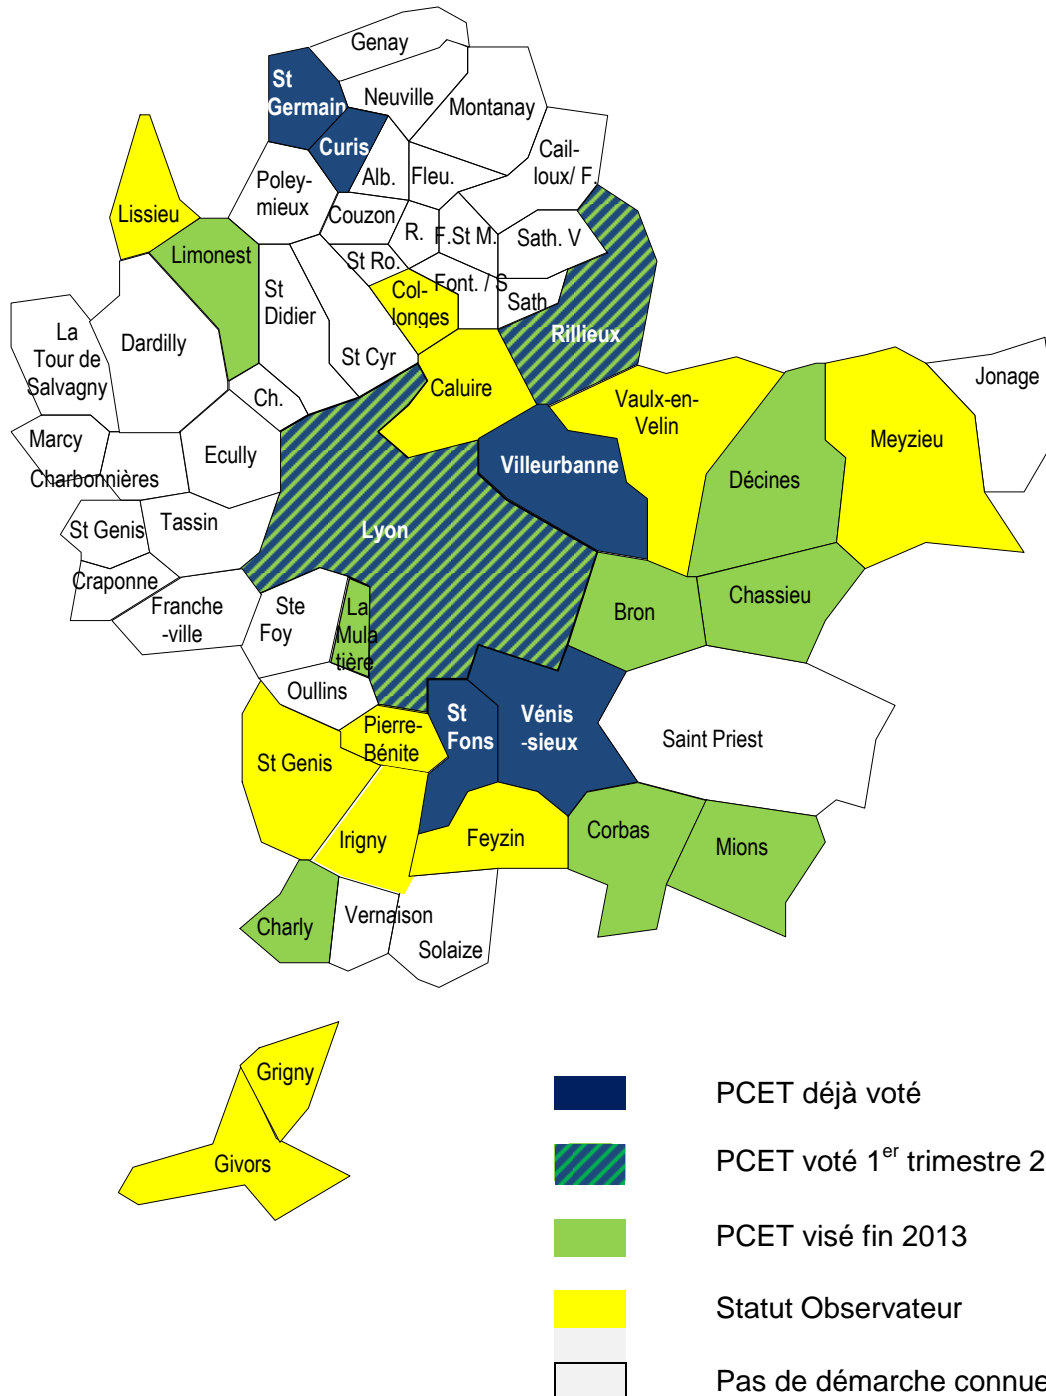 Genay
St
Germain
Neuville
Montanay
Curis
Cail-
loux/ F.
Poley-
mieux
Alb.
Fleu.
Lissieu
Couzon
R.
F.St M.
Sath. V
Limonest
St Ro.
Font. / S
St
Didier
Col-
longes
Sath.
La
Tour de
Salvagny
Dardilly
St Cyr
Rillieux
Jonage
Ch.
Caluire
Vaulx-en-
Velin
Meyzieu
Marcy
Charbonnières
Ecully
Villeurbanne
Décines
St Genis
Tassin
Lyon
Craponne
Franche
-ville
Ste
Foy
La
Mula
tière
Bron
Chassieu
Oullins
Pierre-
Bénite
St
Fons
Vénis
-sieux
Saint Priest
St Genis
Irigny
Feyzin
Corbas
Mions
Charly
Vernaison
Solaize
Grigny
Givors
PCET déjà voté
PCET voté 1er trimestre 2
PCET visé fin 2013
Statut Observateur
Pas de démarche connue